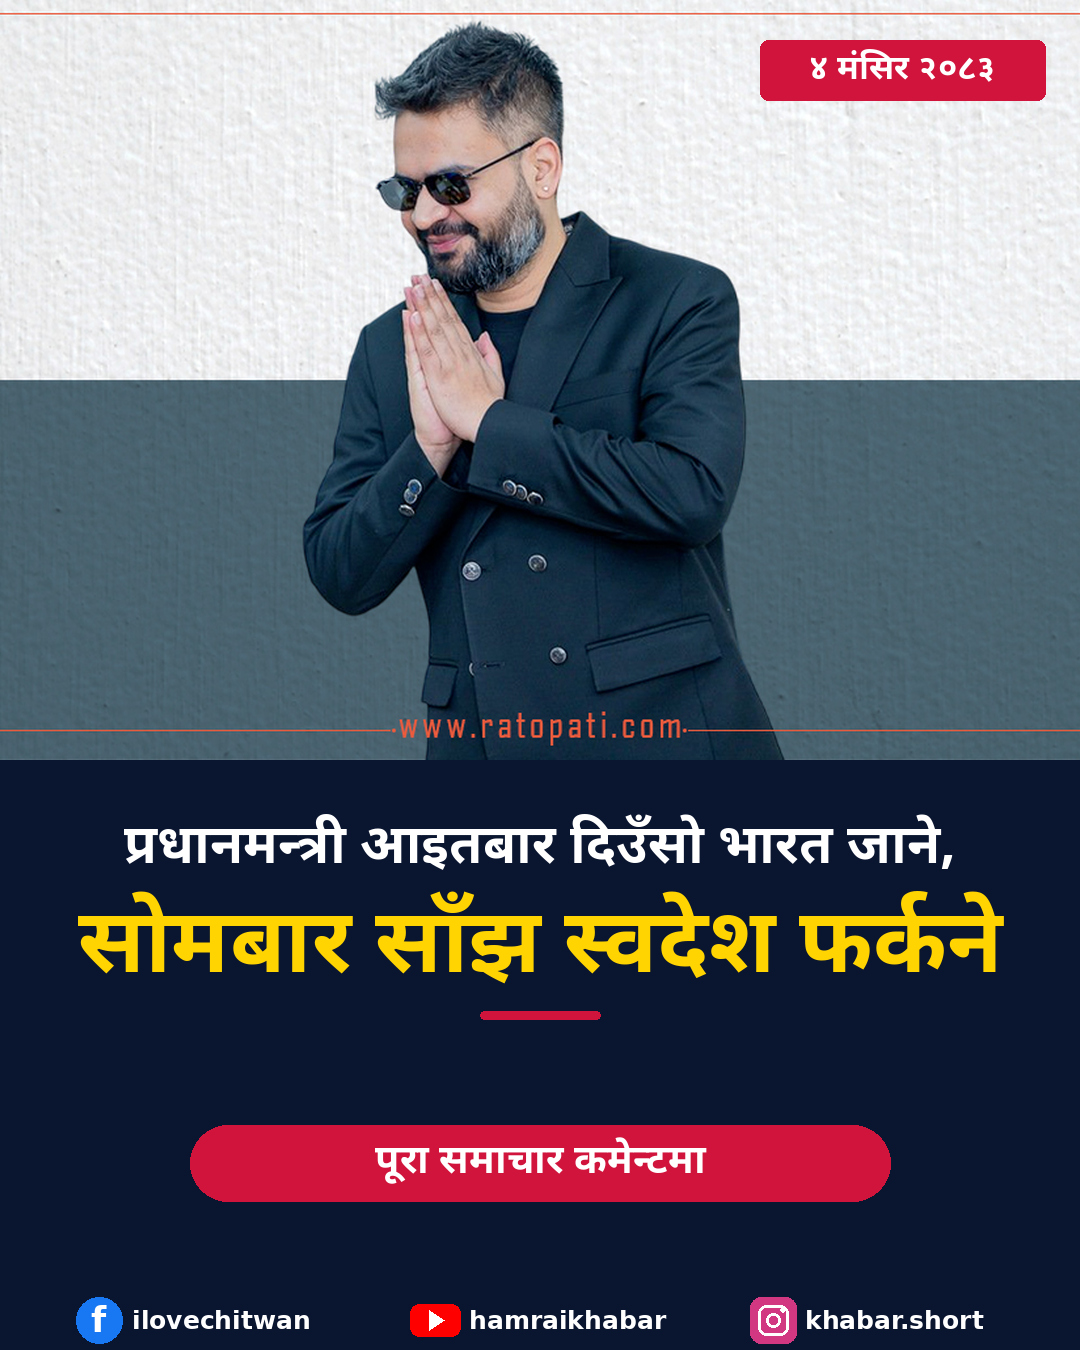 ४ मंसिर २०८३
www.ratopati.com
प्रधानमन्त्री आइतबार दिउँसो भारत जाने,
सोमबार साँझ स्वदेश फर्कने
पूरा समाचार कमेन्टमा
f ilovechitwan hamraikhabar khabar.short